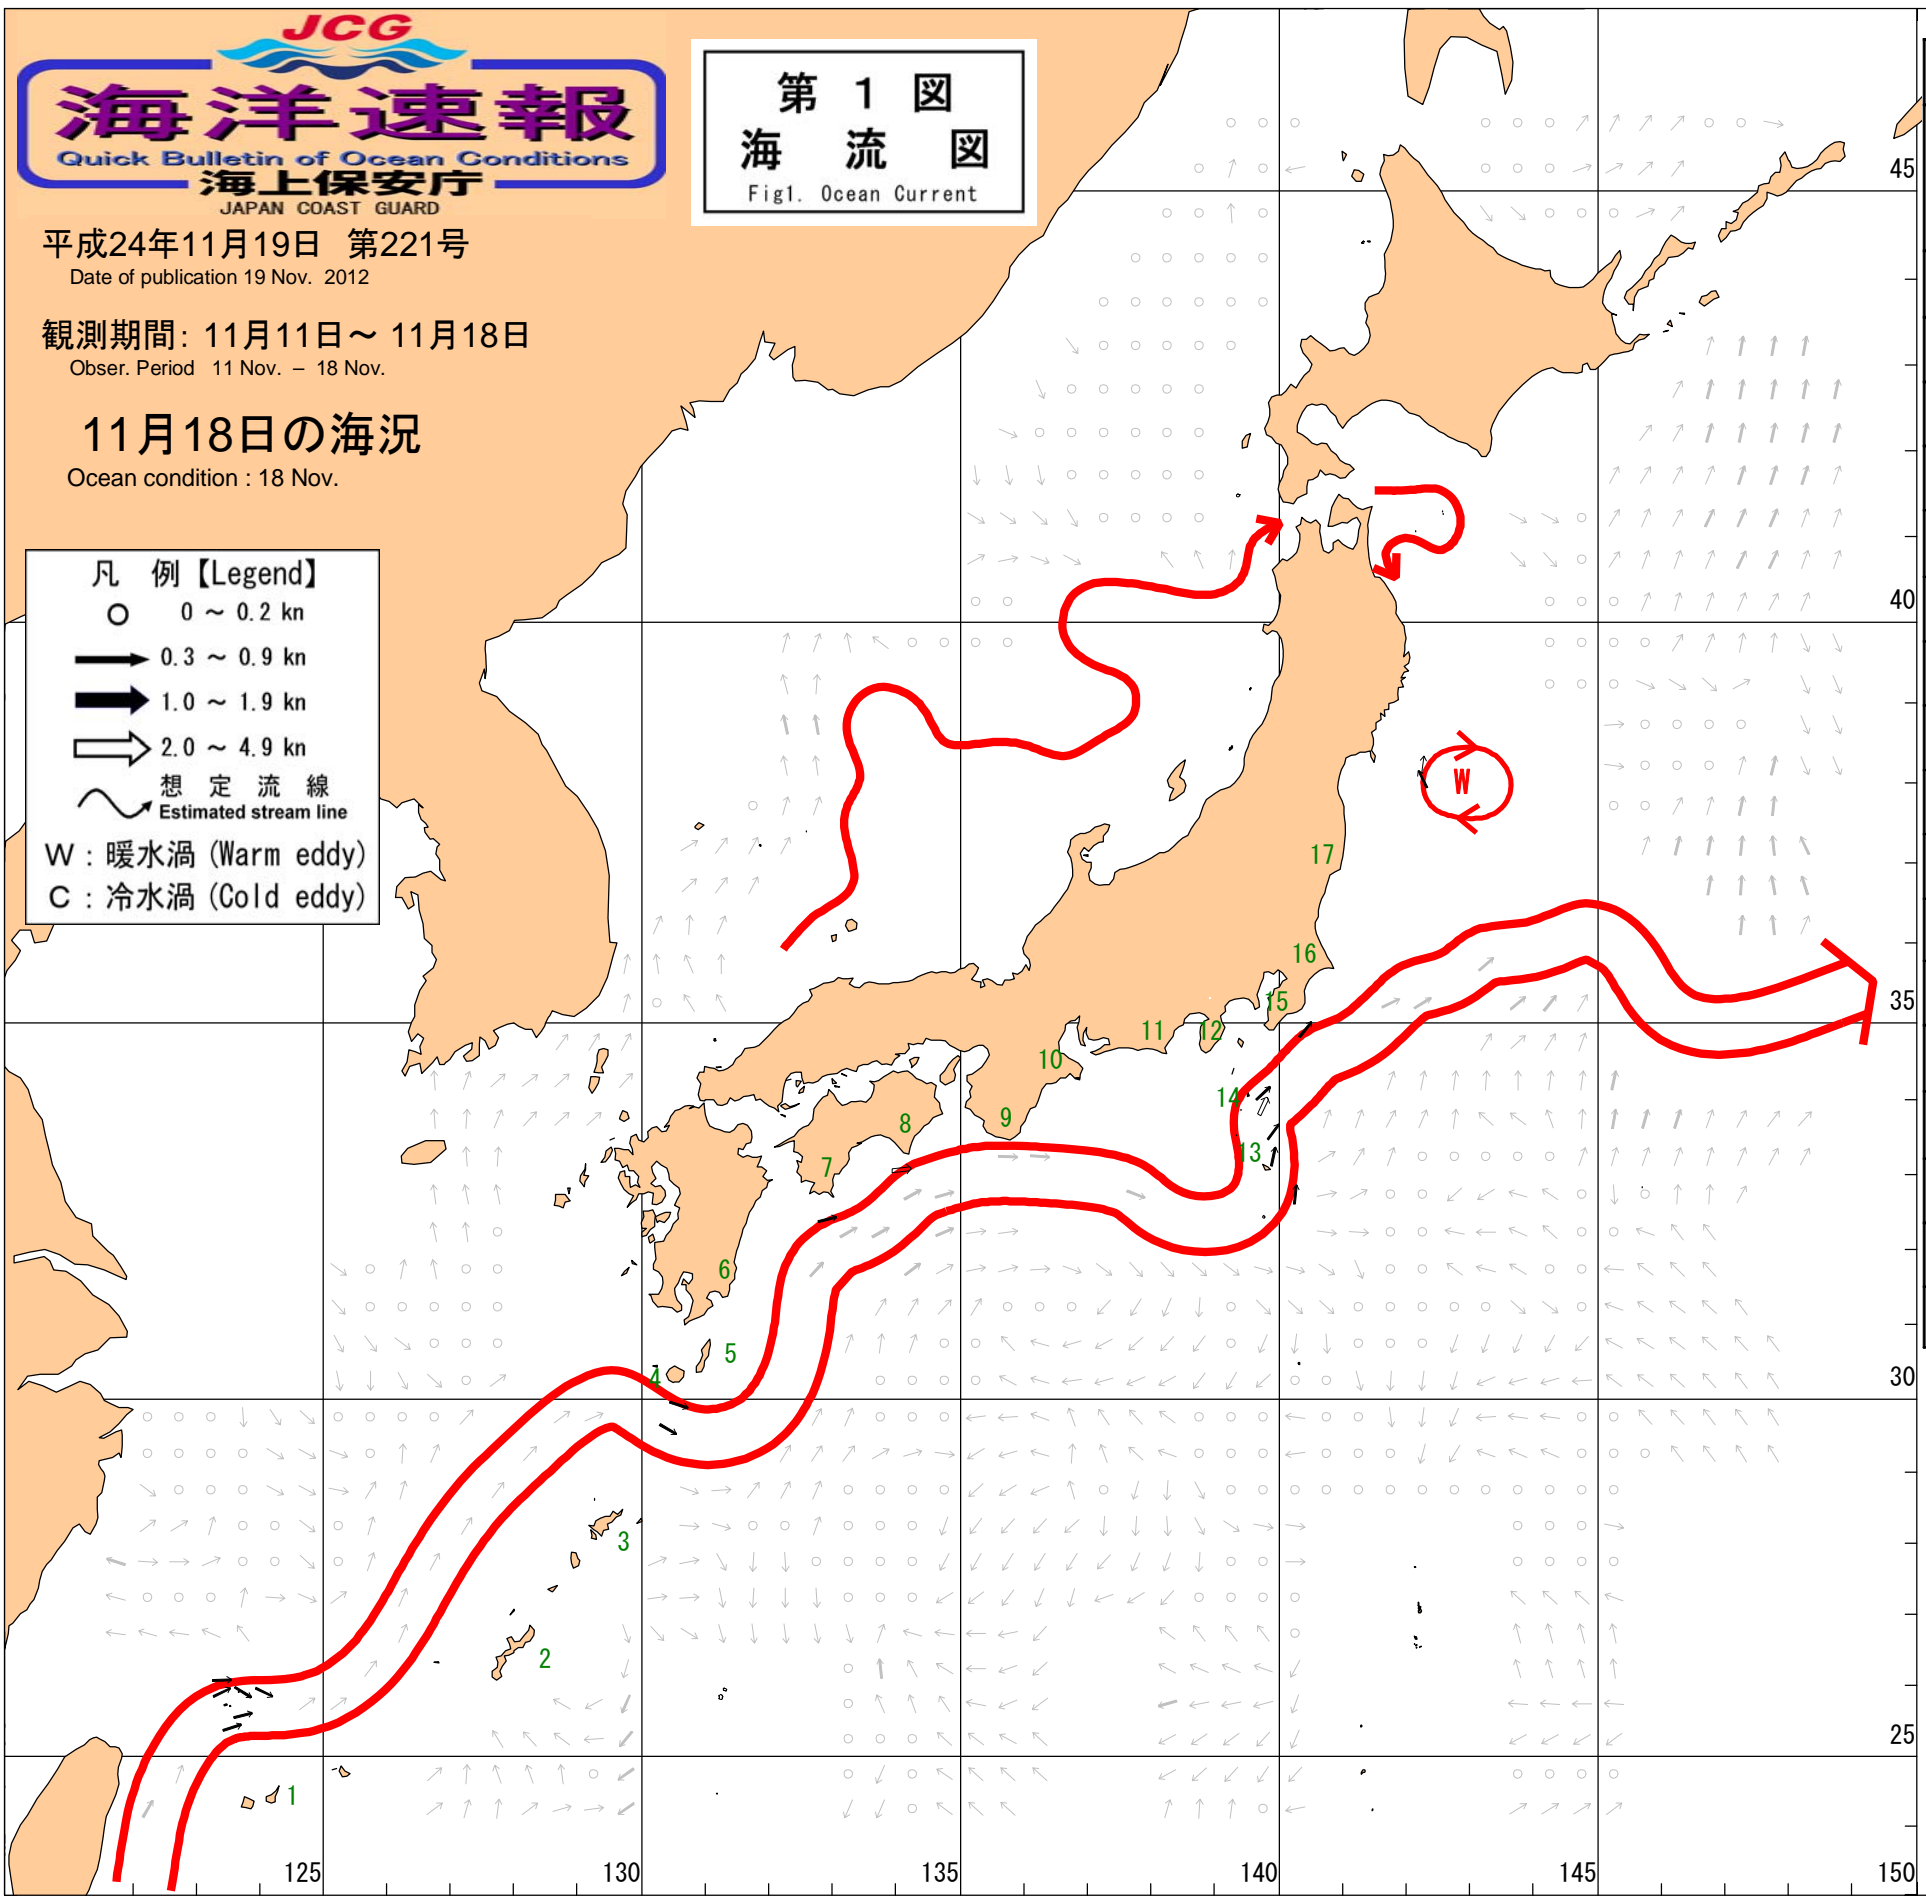 JCG
海洋速報
Quick Bulletin of Ocean Conditions
海上保安庁
JAPAN COAST GUARD
第 1 図
海 流 図
Fig1. Ocean Current
平成24年11月19日 第221号
Date of publication 19 Nov. 2012
観測期間: 11月11日～ 11月18日
Obser. Period 11 Nov. – 18 Nov.
11月18日の海況
Ocean condition : 18 Nov.
凡 例【Legend】
0 ～ 0.2 kn
0.3 ～ 0.9 kn
1.0 ～ 1.9 kn
2.0 ～ 4.9 kn
想 定 流 線
Estimated stream line
W : 暖水渦 (Warm eddy)
C : 冷水渦 (Cold eddy)
45
40
W
17
16
35
15
12
11
10
14
9
8
13
7
6
5
4
30
3
2
25
1
125
130
135
140
145
150